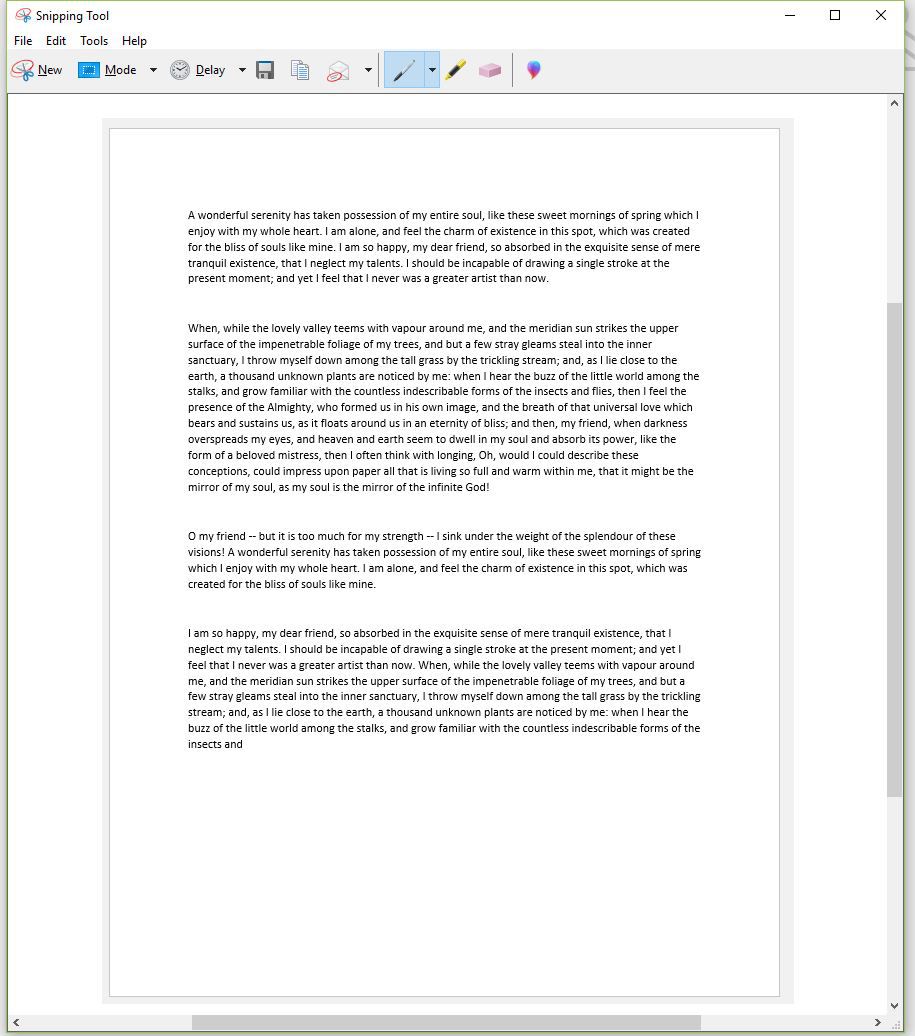 Snipping Tool
File Edit Tools Help
New Mode Delay
A wonderful serenity has taken possession of my entire soul, like these sweet mornings of spring which I
enjoy with my whole heart. I am alone, and feel the charm of existence in this spot, which was created
for the bliss of souls like mine. I am so happy, my dear friend, so absorbed in the exquisite sense of mere
tranquil existence, that I neglect my talents. I should be incapable of drawing a single stroke at the
present moment; and yet I feel that I never was a greater artist than now.
When, while the lovely valley teems with vapour around me, and the meridian sun strikes the upper
surface of the impenetrable foliage of my trees, and but a few stray gleams steal into the inner
sanctuary, I throw myself down among the tall grass by the trickling stream; and, as I lie close to the
earth, a thousand unknown plants are noticed by me: when I hear the buzz of the little world among the
stalks, and grow familiar with the countless indescribable forms of the insects and flies, then I feel the
presence of the Almighty, who formed us in his own image, and the breath of that universal love which
bears and sustains us, as it floats around us in an eternity of bliss; and then, my friend, when darkness
overspreads my eyes, and heaven and earth seem to dwell in my soul and absorb its power, like the
form of a beloved mistress, then I often think with longing, Oh, would I could describe these
conceptions, could impress upon paper all that is living so full and warm within me, that it might be the
mirror of my soul, as my soul is the mirror of the infinite God!
O my friend -- but it is too much for my strength -- I sink under the weight of the splendour of these
visions! A wonderful serenity has taken possession of my entire soul, like these sweet mornings of spring
which I enjoy with my whole heart. I am alone, and feel the charm of existence in this spot, which was
created for the bliss of souls like mine.
I am so happy, my dear friend, so absorbed in the exquisite sense of mere tranquil existence, that I
neglect my talents. I should be incapable of drawing a single stroke at the present moment; and yet I
feel that I never was a greater artist than now. When, while the lovely valley teems with vapour around
me, and the meridian sun strikes the upper surface of the impenetrable foliage of my trees, and but a
few stray gleams steal into the inner sanctuary, I throw myself down among the tall grass by the trickling
stream; and, as I lie close to the earth, a thousand unknown plants are noticed by me: when I hear the
buzz of the little world among the stalks, and grow familiar with the countless indescribable forms of the
insects and